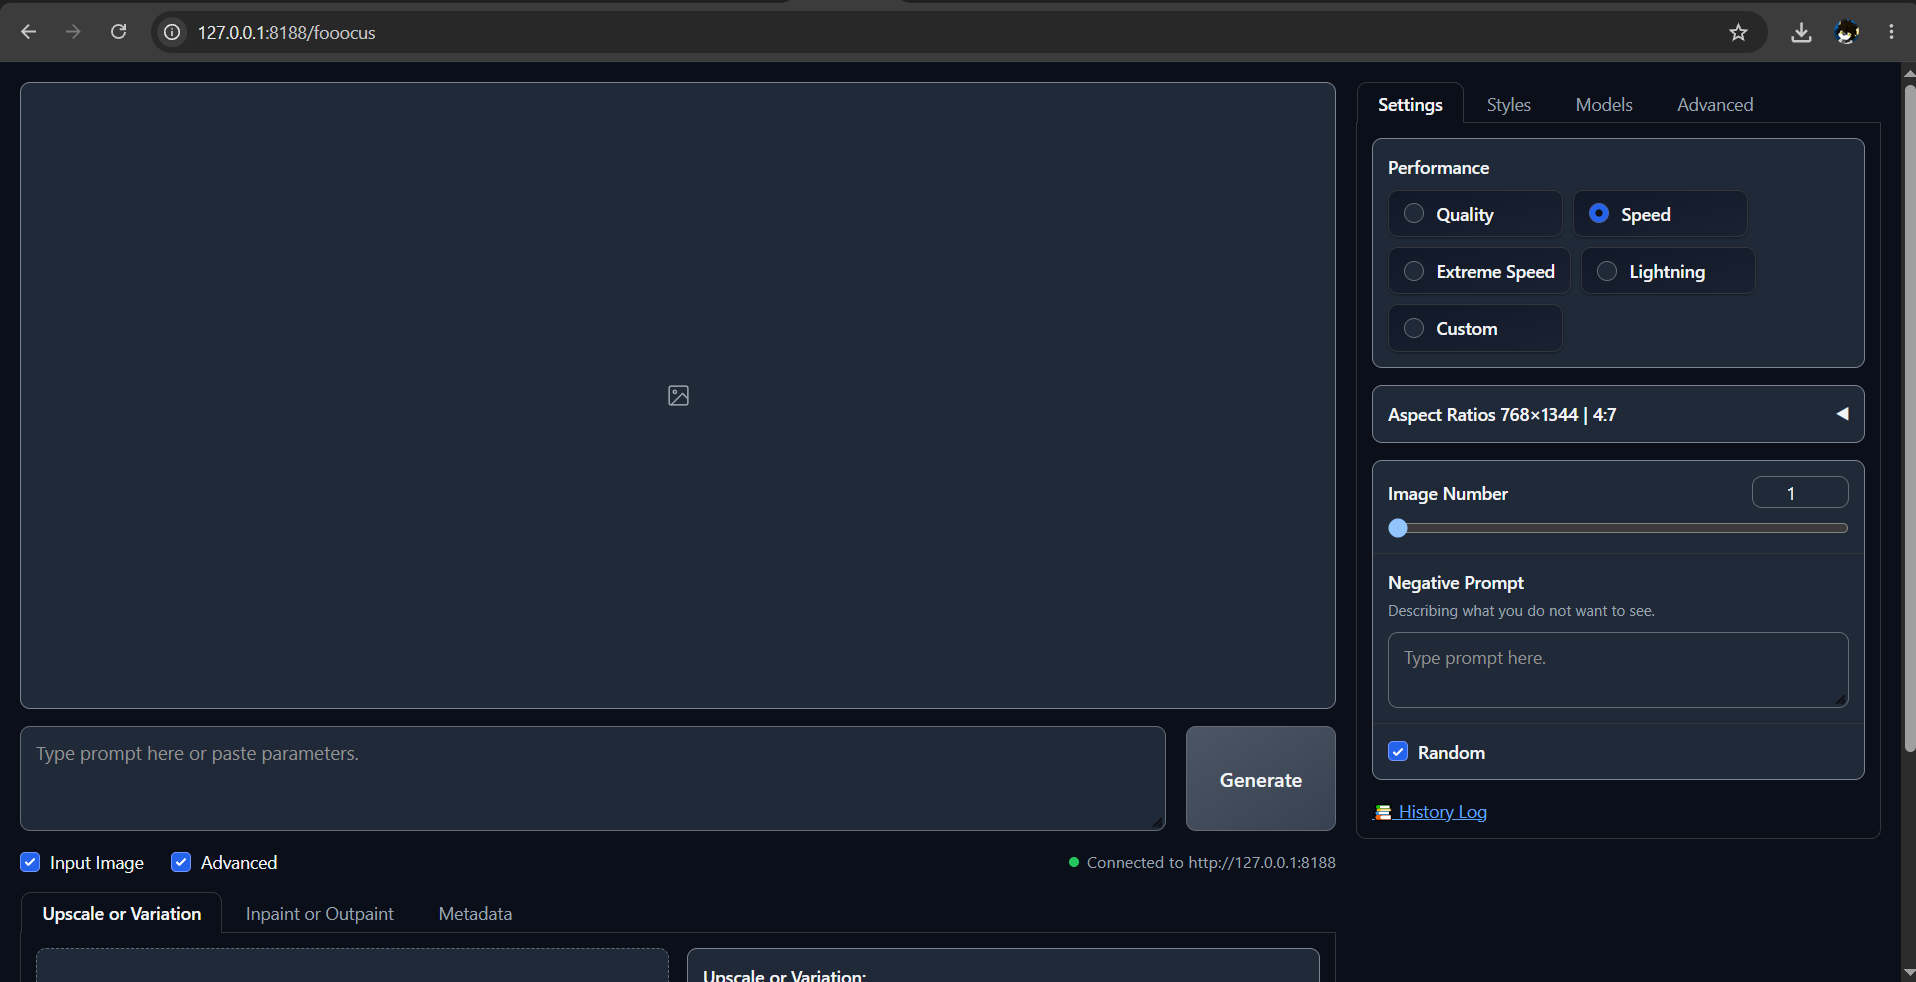 127.0.0.1:8188/fooocus
Settings
Styles
Models
Advanced
Performance
Quality
Speed
Extreme Speed
Lightning
Custom
Aspect Ratios 768×1344 | 4:7
◀
Image Number
1
Negative Prompt
Describing what you do not want to see.
Type prompt here.
Random
📚 History Log
Type prompt here or paste parameters.
Generate
Input Image
Advanced
Connected to http://127.0.0.1:8188
Upscale or Variation
Inpaint or Outpaint
Metadata
Upscale or Variation: